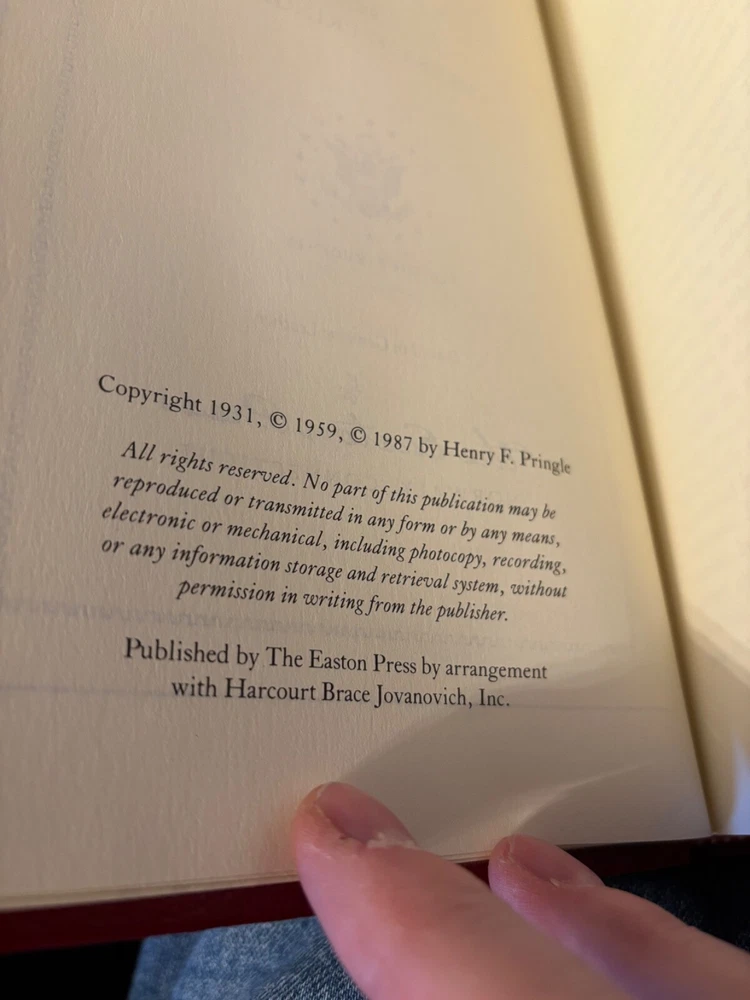 Copyright 1931, © 1959, © 1987 by Henry F. Pringle
All rights reserved. No part of this publication may be
reproduced or transmitted in any form or by any means,
electronic or mechanical, including photocopy, recording,
or any information storage and retrieval system, without
permission in writing from the publisher.
Published by The Easton Press by arrangement
with Harcourt Brace Jovanovich, Inc.